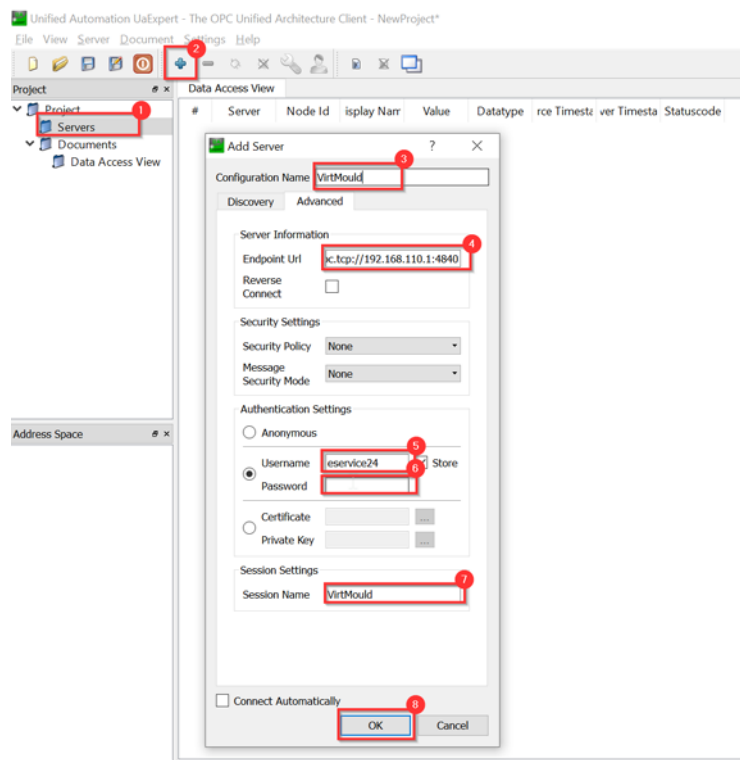 Unified Automation UaExpert - The OPC Unified Architecture Client - NewProject*
File View Server Document Settings Help
2
Project
Data Access View
Project
1
Servers
Documents
Data Access View
# Server Node Id isplay Nam Value Datatype rce Timesta ver Timesta Statuscode
Add Server ?
3
Configuration Name VirtMould
Discovery Advanced
Server Information
4
Endpoint Url oc.tcp://192.168.110.1:4840
Reverse
Connect
Security Settings
Security Policy None
Message
Security Mode None
Authentication Settings
Anonymous
5
Username eservice24 Store
6
Password
Certificate ...
Private Key ...
Session Settings
7
Session Name VirtMould
Connect Automatically
8
OK Cancel
Address Space